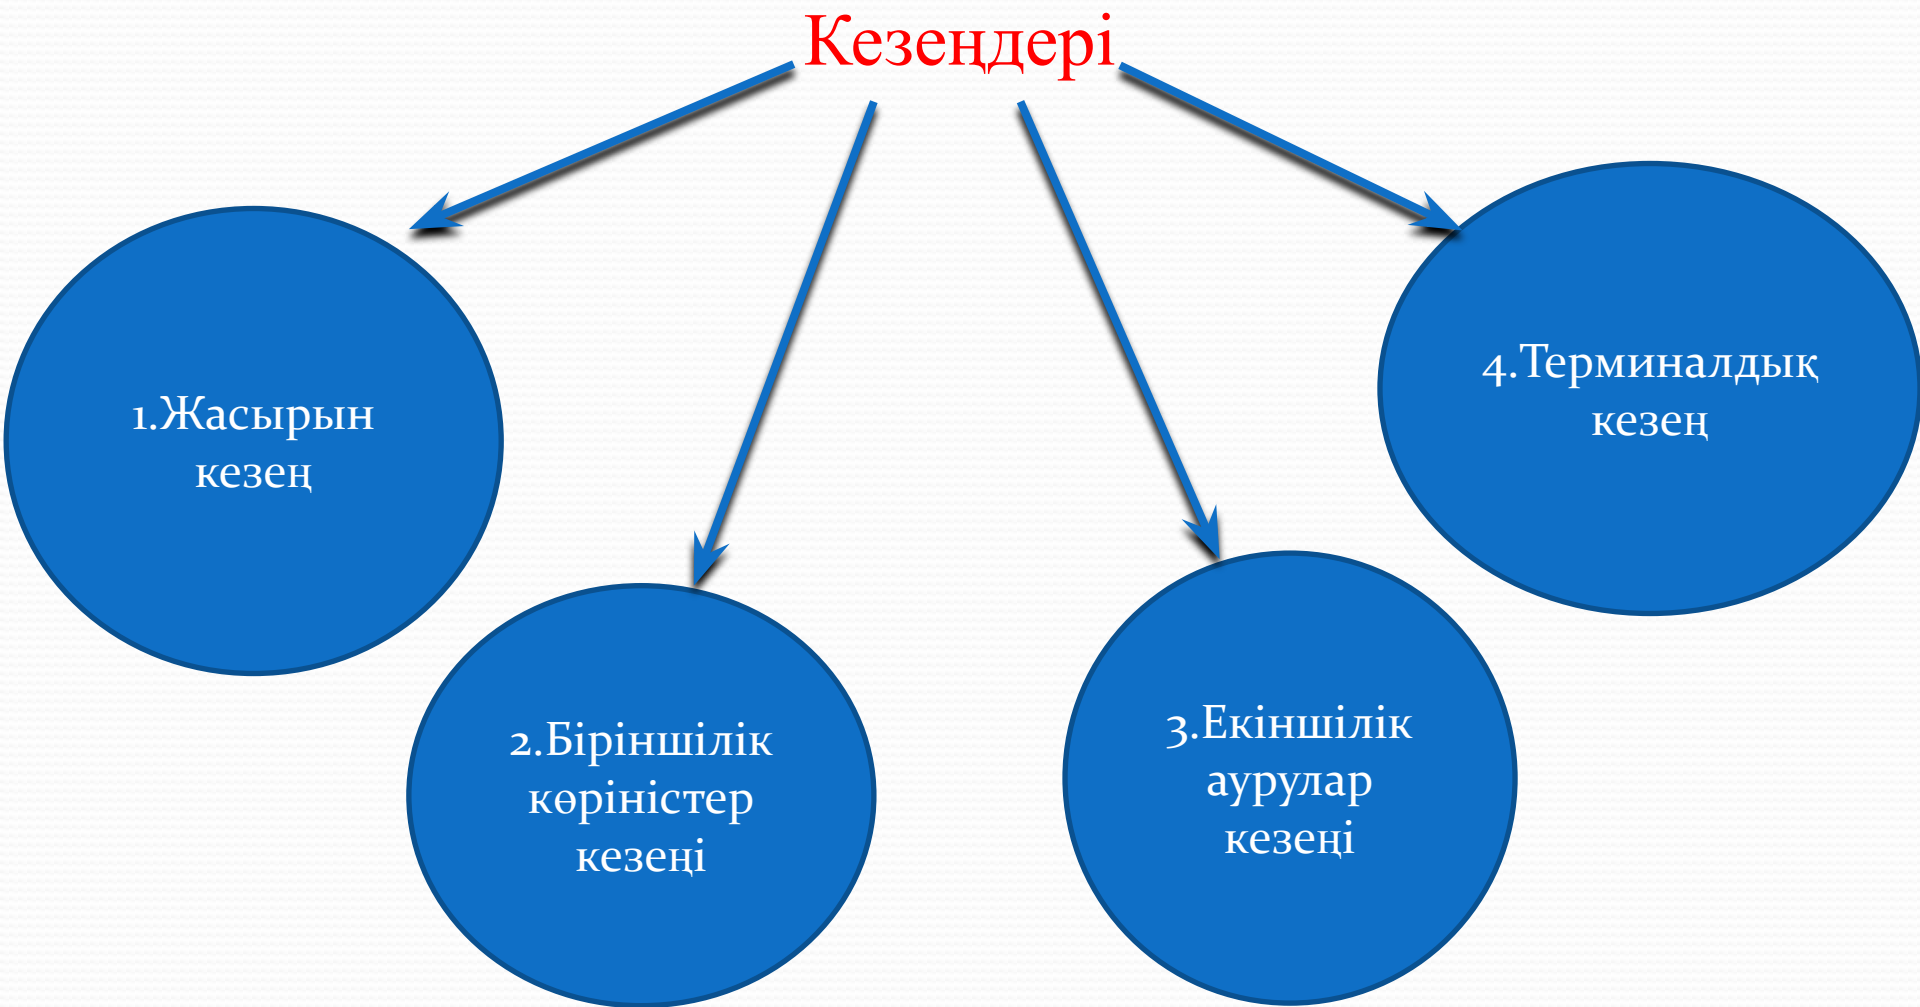 Кезеңдері
1.Жасырын
кезең
2.Біріншілік
көріністер
кезеңі
3.Екіншілік
аурулар
кезеңі
4.Терминалдық
кезең